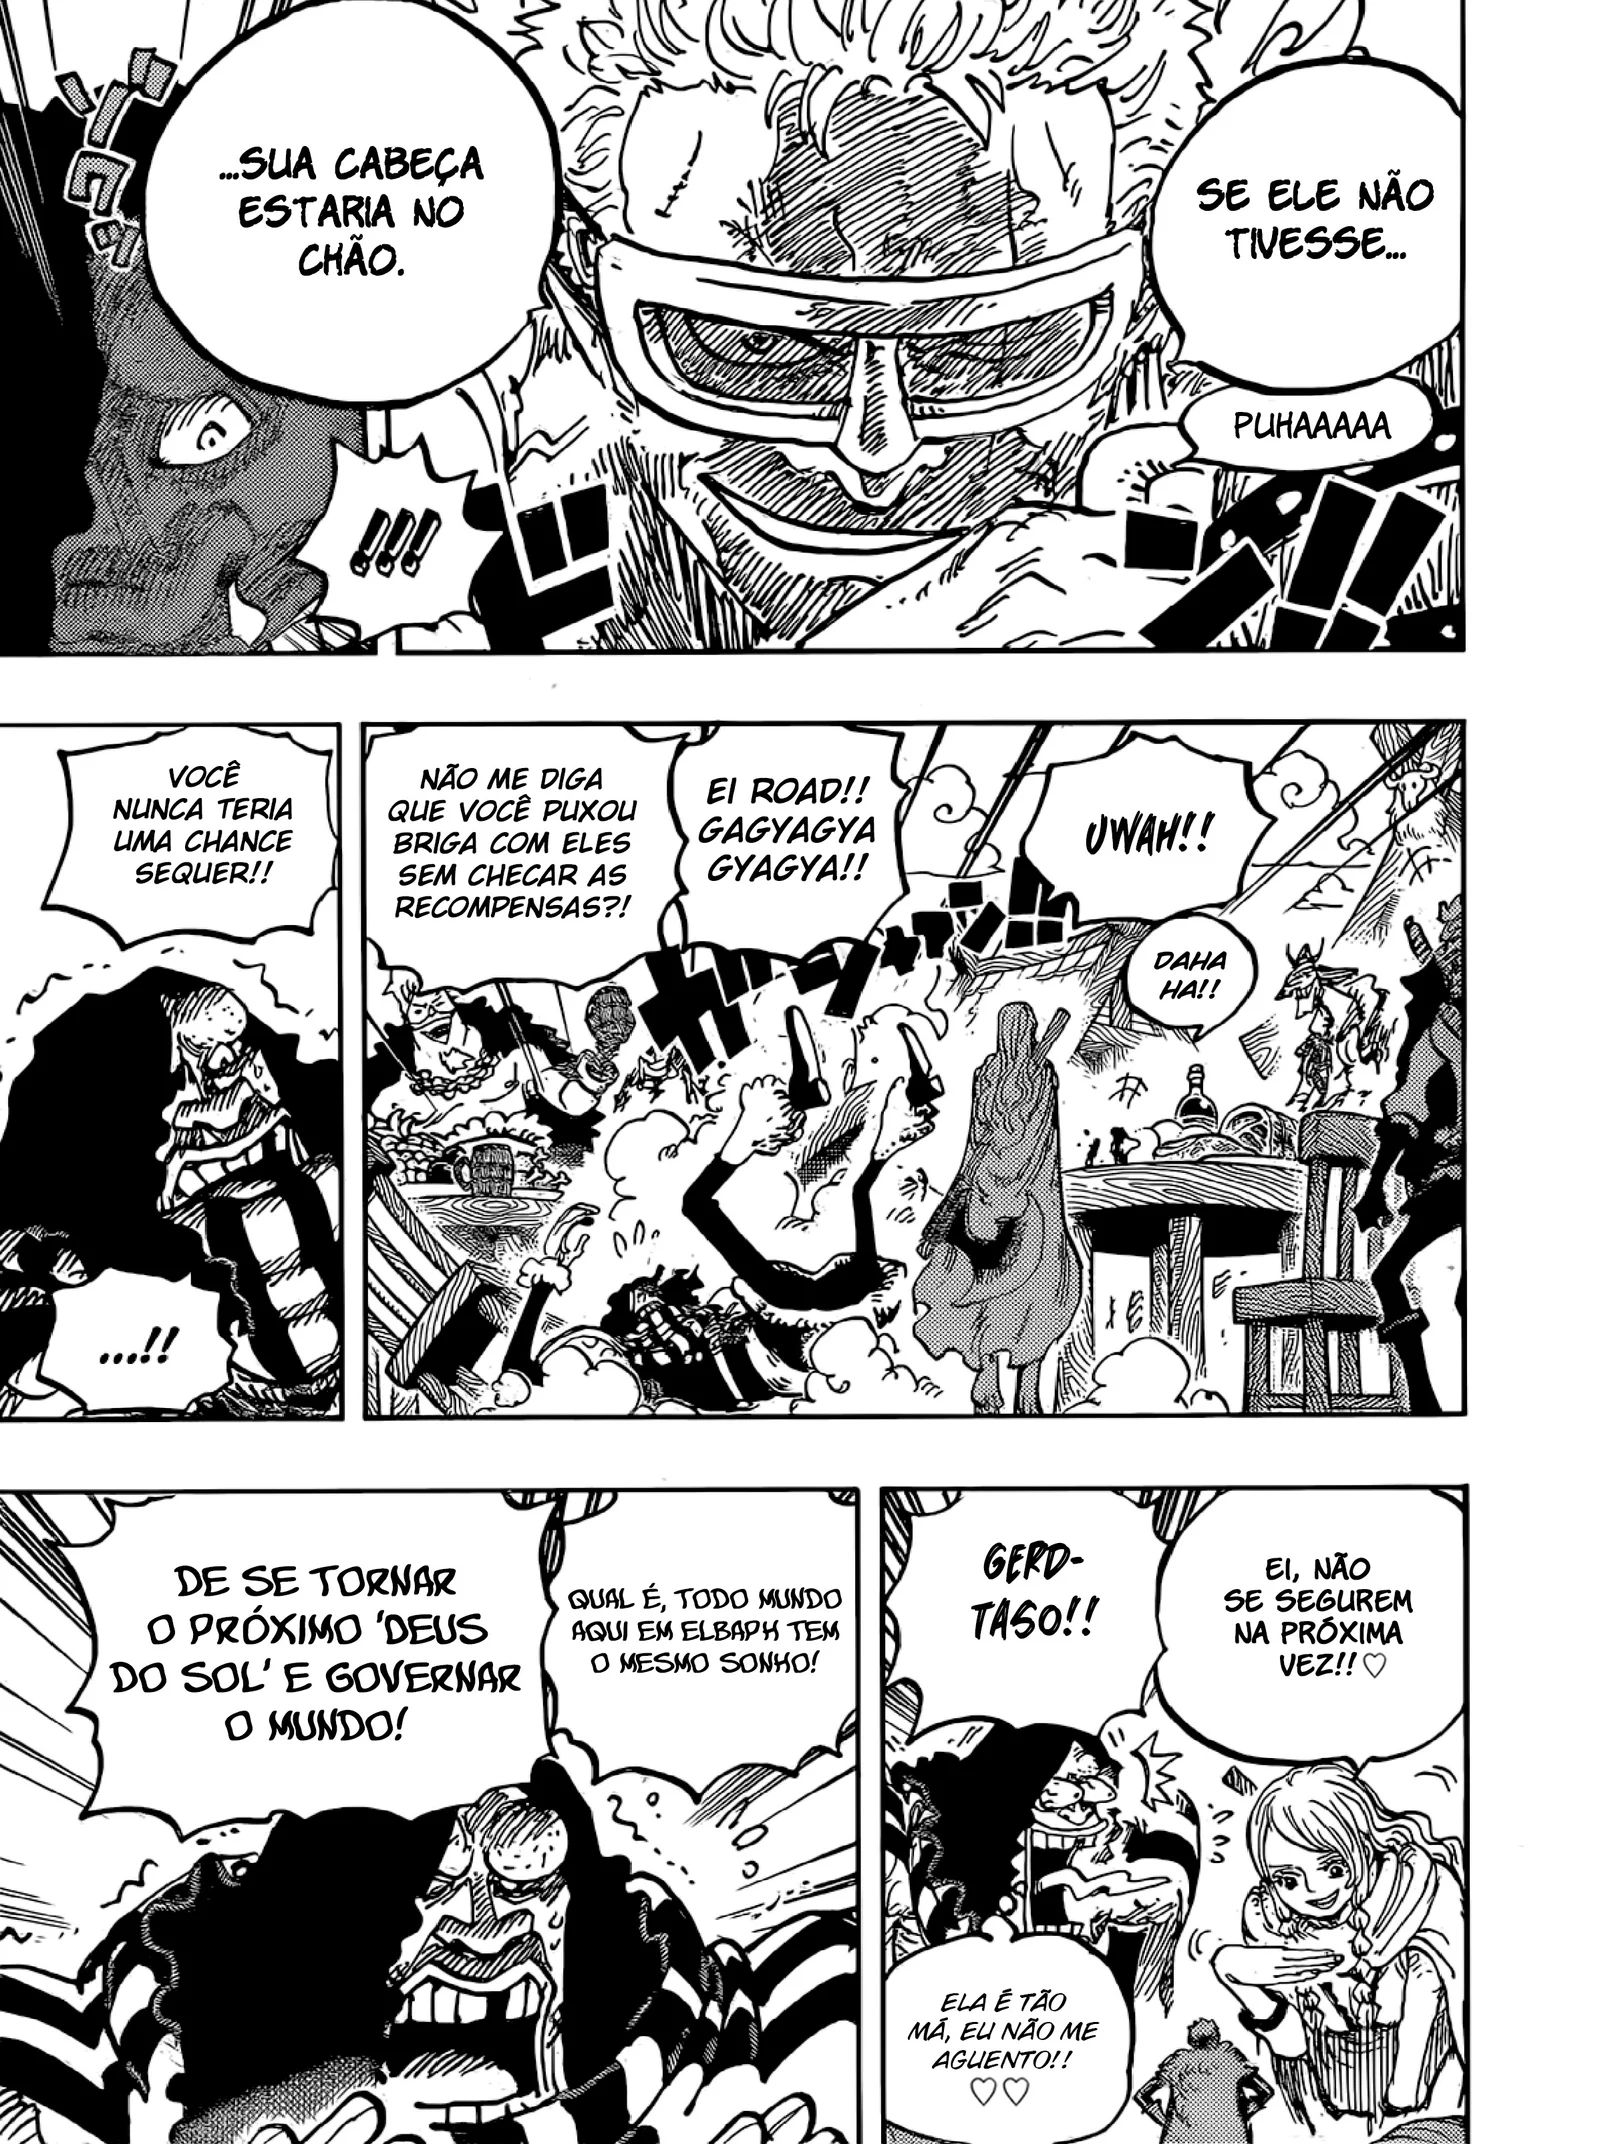 SE ELE NÃO
TIVESSE...
PUHAAAAA
...SUA CABEÇA
ESTARIA NO
CHÃO.
!!!
UWAH!!
DAHA
HA!!
EI ROAD!!
GAGYAGYA
GYAGYA!!
NÃO ME DIGA
QUE VOCÊ PUXOU
BRIGA COM ELES
SEM CHECAR AS
RECOMPENSAS?!
VOCÊ
NUNCA TERIA
UMA CHANCE
SEQUER!!
...!!
EI, NÃO
SE SEGUREM
NA PRÓXIMA
VEZ!!♡
GERD-
TASO!!
ELA É TÃO
MÁ, EU NÃO ME
AGUENTO!!
♡♡
QUAL É, TODO MUNDO
AQUI EM ELBAPH TEM
O MESMO SONHO!
DE SE TORNAR
O PRÓXIMO 'DEUS
DO SOL' E GOVERNAR
O MUNDO!